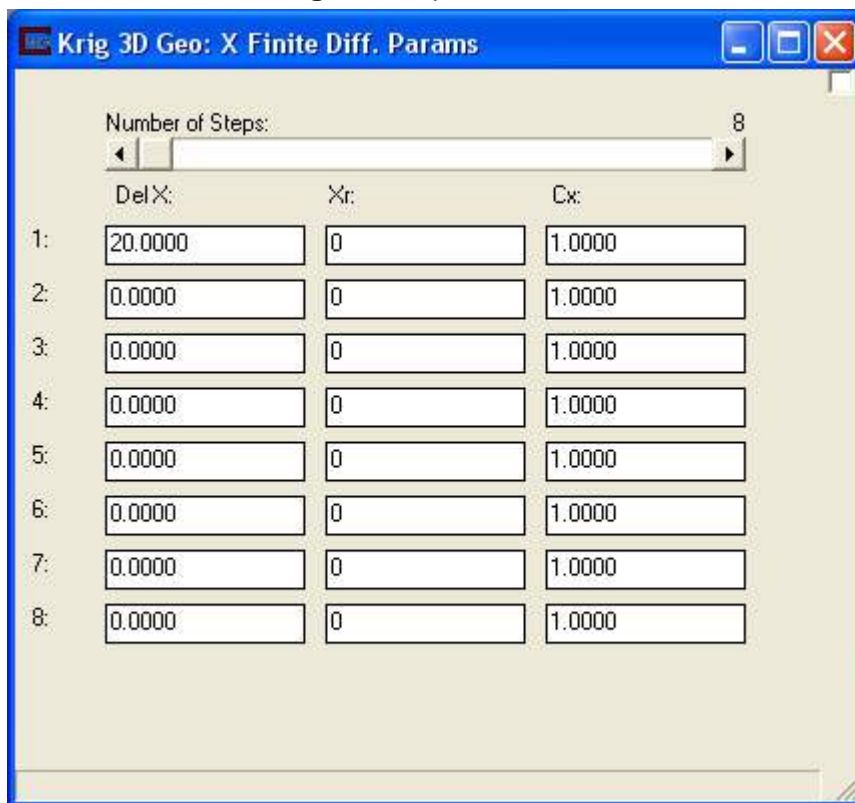 Krig 3D Geo: X Finite Diff. Params
Number of Steps: 8
Del X: Xr: Cx:
1: 20.0000 0 1.0000
2: 0.0000 0 1.0000
3: 0.0000 0 1.0000
4: 0.0000 0 1.0000
5: 0.0000 0 1.0000
6: 0.0000 0 1.0000
7: 0.0000 0 1.0000
8: 0.0000 0 1.0000